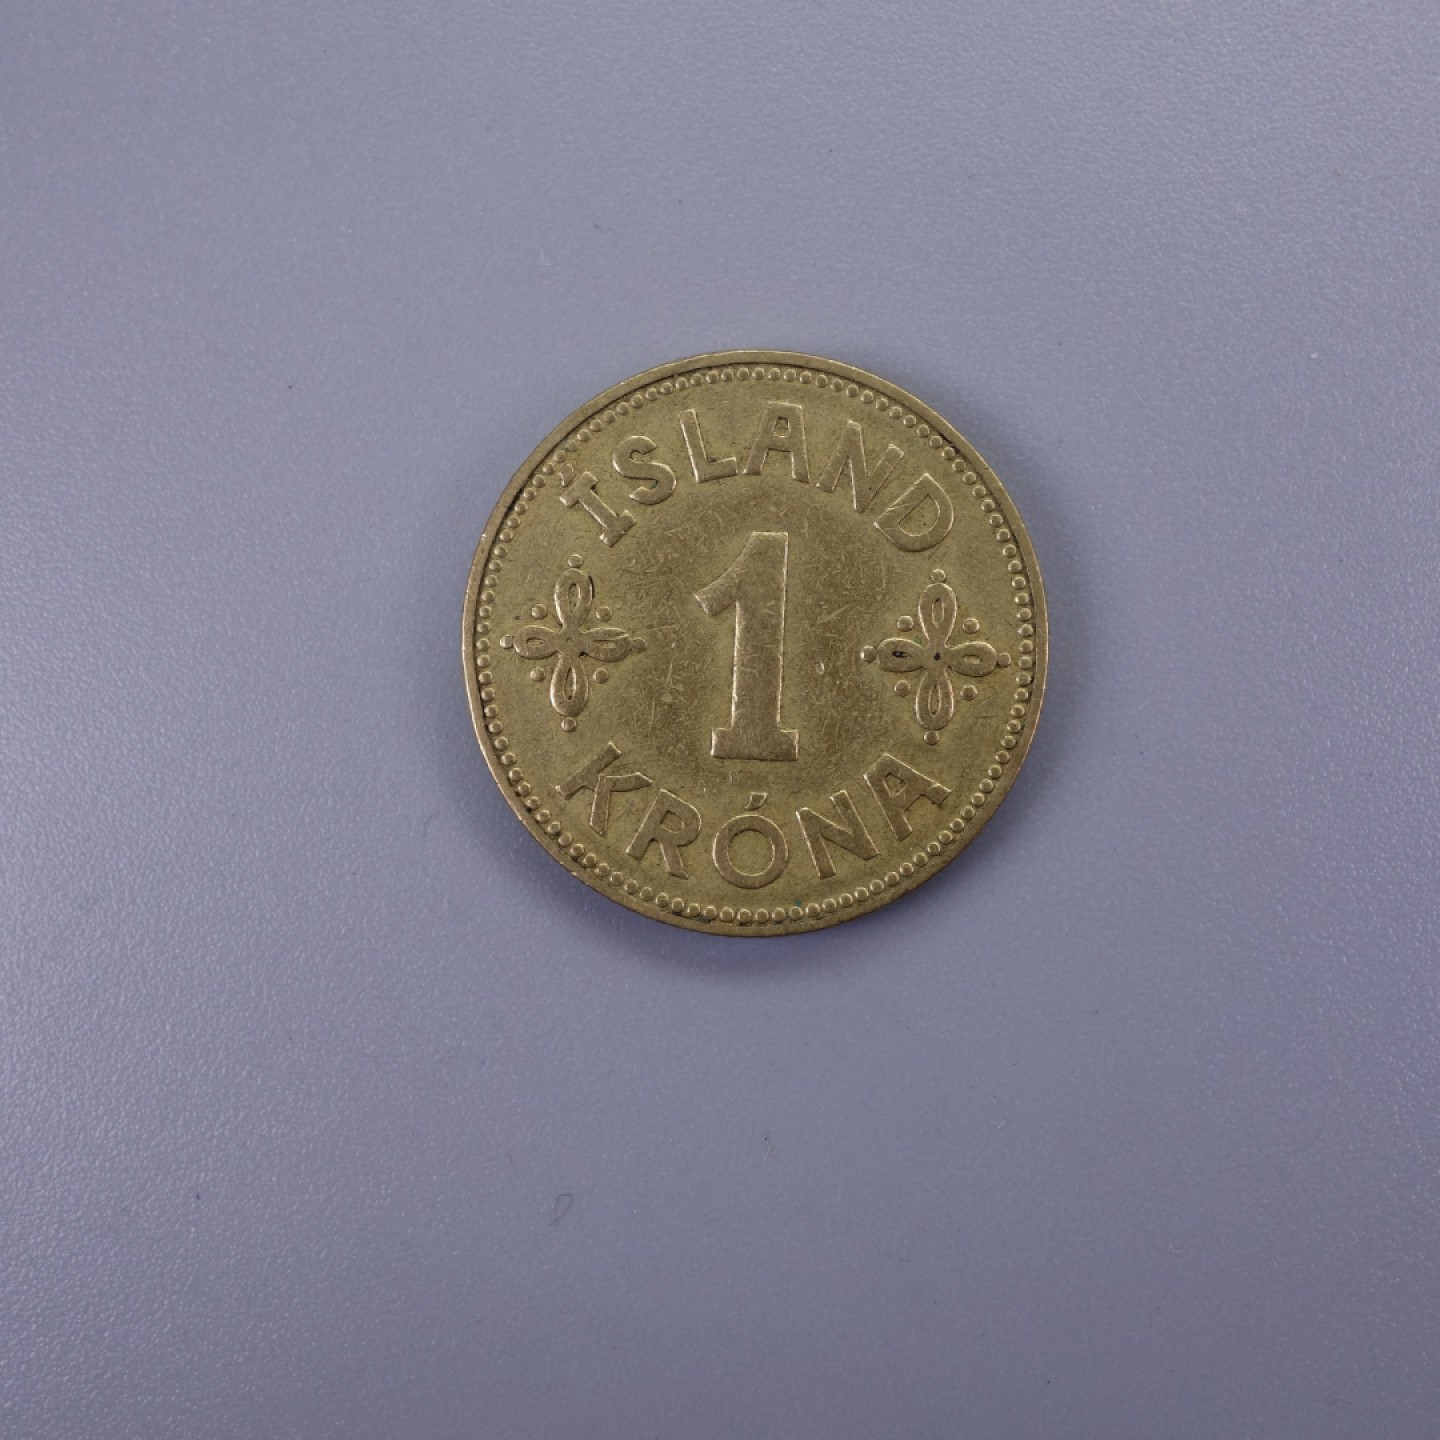 ÍSLAND
1
KRÓNA